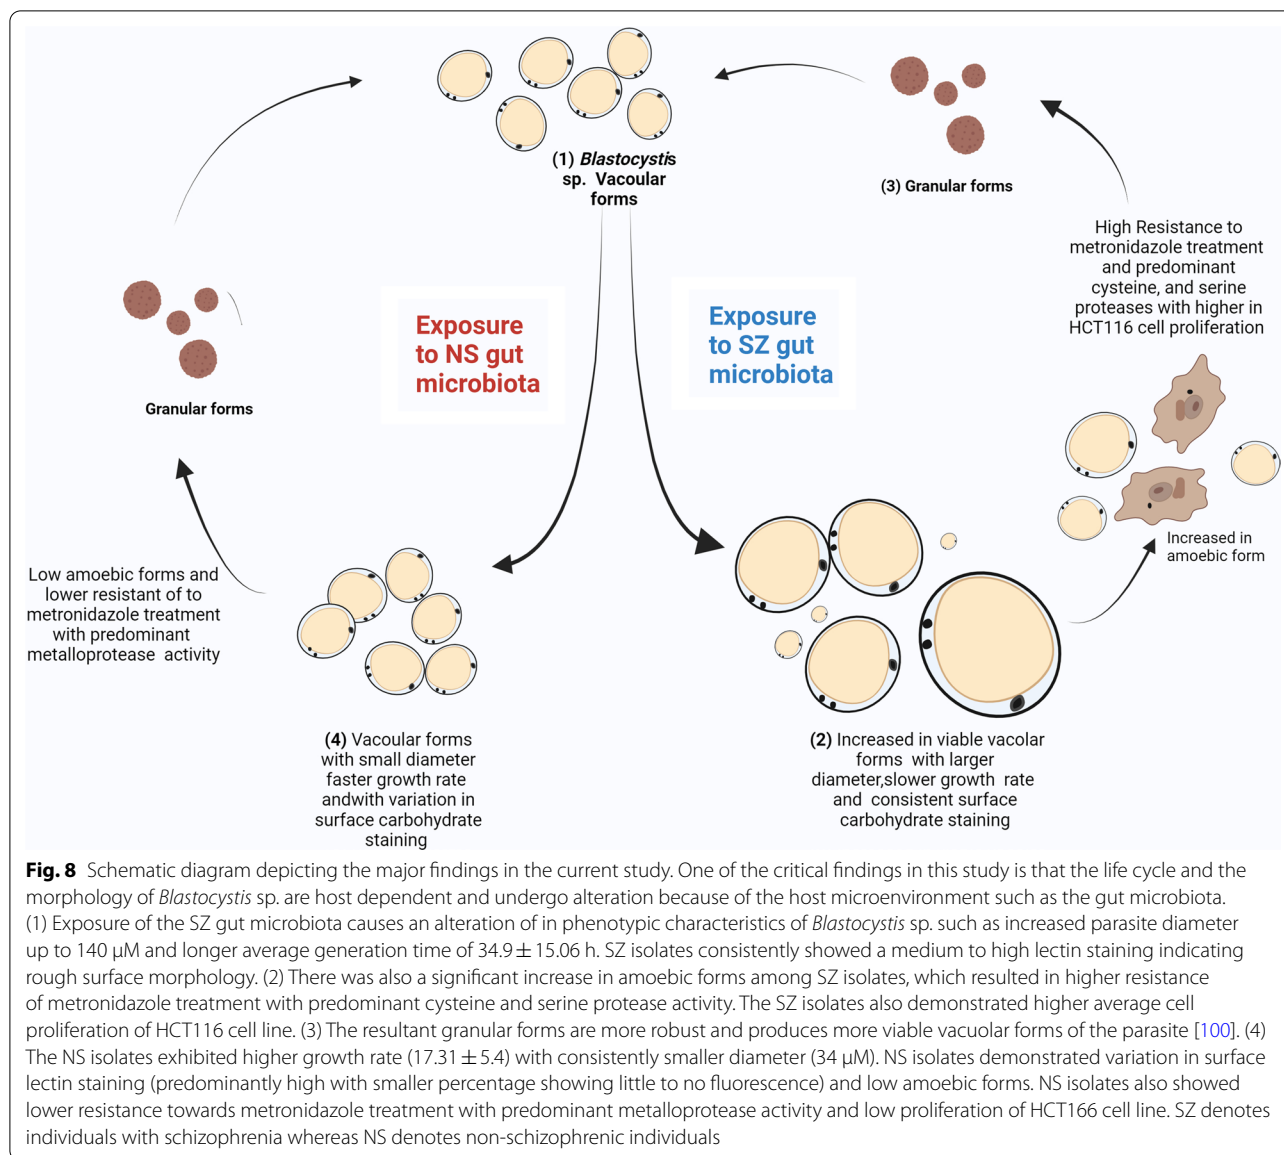 (1) Blastocystis
sp. Vacoular
forms
(3) Granular forms
High Resistance to
metronidazole treatment
and predominant
cysteine, and serine
proteases with higher in
HCT116 cell proliferation
Exposure
to NS gut
microbiota
Exposure
to SZ gut
microbiota
Granular forms
Increased in
amoebic form
Low amoebic forms and
lower resistant of to
metronidazole treatment
with predominant
metalloprotease activity
(4) Vacoular forms
with small diameter
faster growth rate
andwith variation in
surface carbohydrate
staining
(2) Increased in viable vacolar
forms with larger
diameter,slower growth rate
and consistent surface
carbohydrate staining
Fig. 8 Schematic diagram depicting the major findings in the current study. One of the critical findings in this study is that the life cycle and the
morphology of Blastocystis sp. are host dependent and undergo alteration because of the host microenvironment such as the gut microbiota.
(1) Exposure of the SZ gut microbiota causes an alteration of in phenotypic characteristics of Blastocystis sp. such as increased parasite diameter
up to 140 µM and longer average generation time of 34.9 ± 15.06 h. SZ isolates consistently showed a medium to high lectin staining indicating
rough surface morphology. (2) There was also a significant increase in amoebic forms among SZ isolates, which resulted in higher resistance
of metronidazole treatment with predominant cysteine and serine protease activity. The SZ isolates also demonstrated higher average cell
proliferation of HCT116 cell line. (3) The resultant granular forms are more robust and produces more viable vacuolar forms of the parasite [100]. (4)
The NS isolates exhibited higher growth rate (17.31 ± 5.4) with consistently smaller diameter (34 µM). NS isolates demonstrated variation in surface
lectin staining (predominantly high with smaller percentage showing little to no fluorescence) and low amoebic forms. NS isolates also showed
lower resistance towards metronidazole treatment with predominant metalloprotease activity and low proliferation of HCT166 cell line. SZ denotes
individuals with schizophrenia whereas NS denotes non-schizophrenic individuals